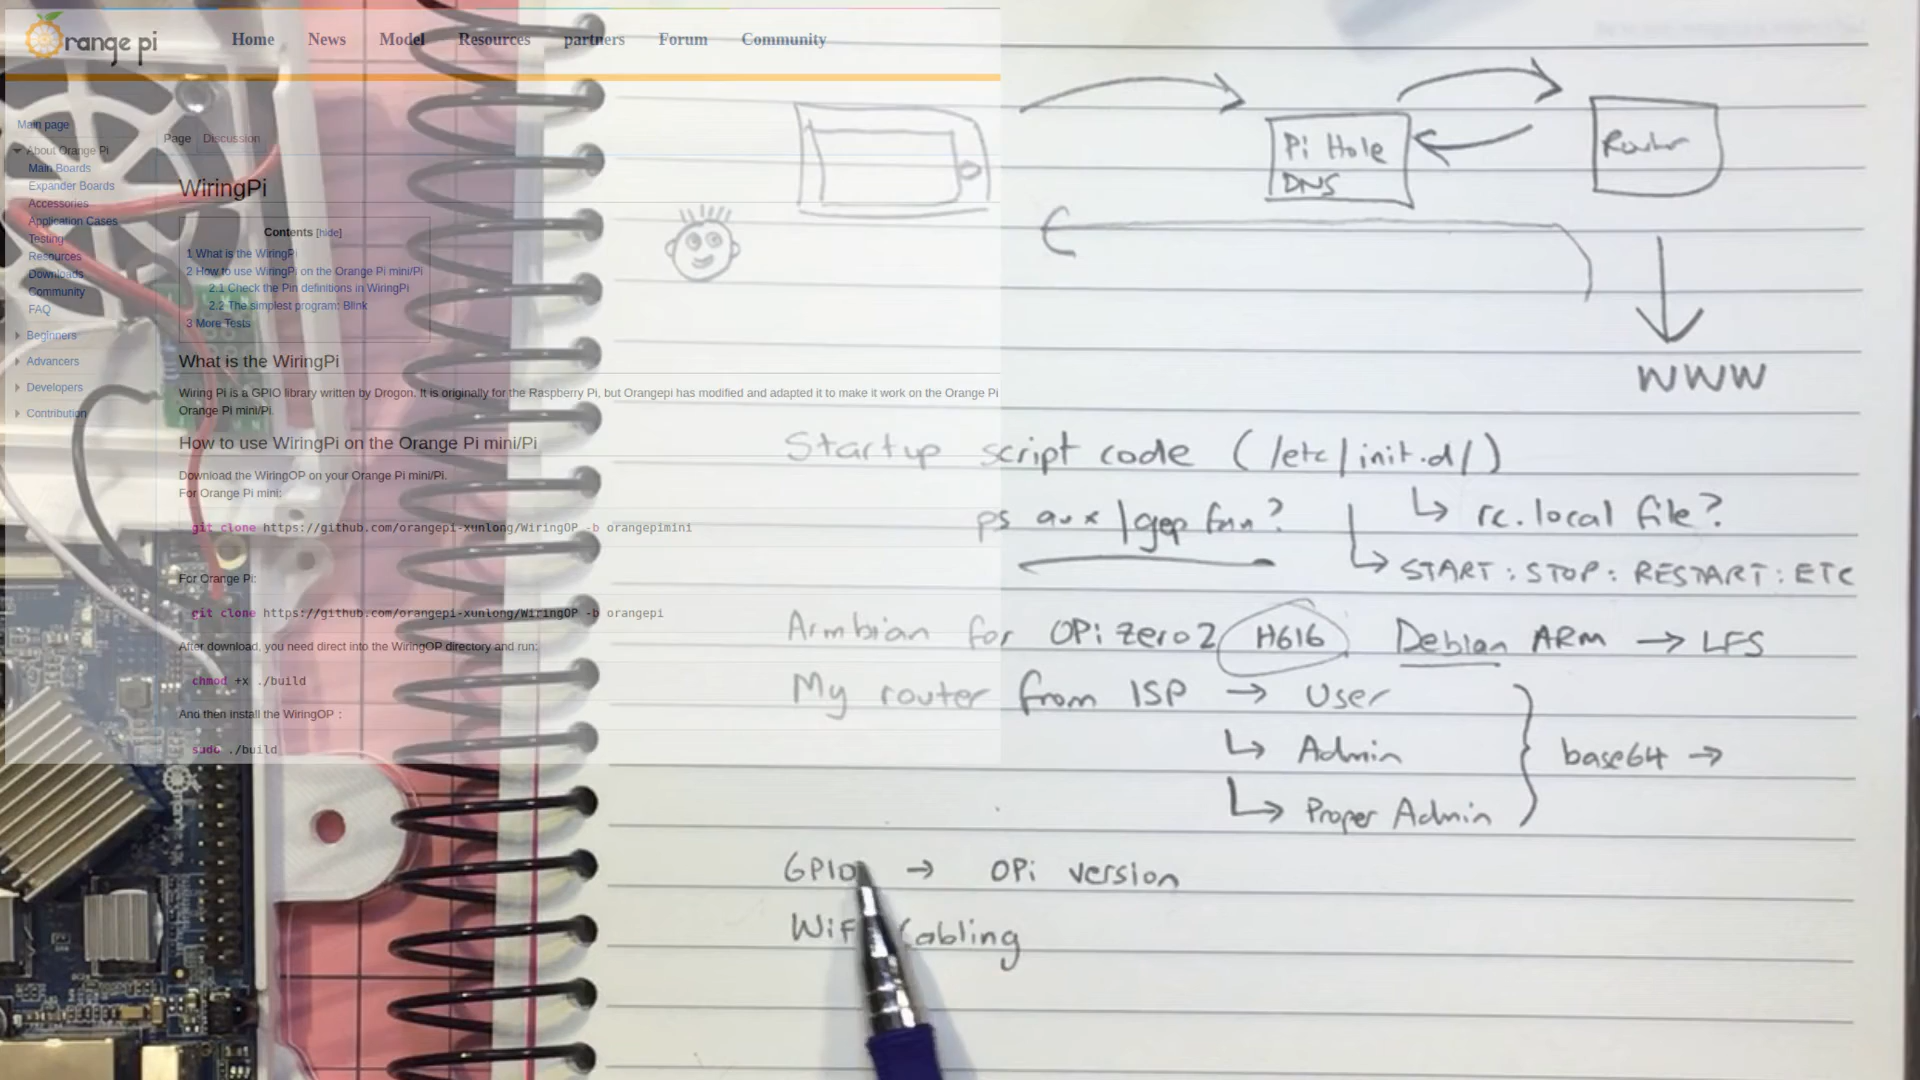 Orange pi
Home News Model Resources partners Forum Community
Main page
About Orange Pi
Main Boards
Expander Boards
Accessories
Application Cases
Testing
Resources
Downloads
Community
FAQ
Beginners
Advancers
Developers
Contribution
Page Discussion
WiringPi
Contents [hide]
1 What is the WiringPi
2 How to use WiringPi on the Orange Pi mini/Pi
2.1 Check the Pin definitions in WiringPi
2.2 The simplest program: Blink
3 More Tests
What is the WiringPi
Wiring Pi is a GPIO library written by Drogon. It is originally for the Raspberry Pi, but Orangepi has modified and adapted it to make it work on the Orange Pi
Orange Pi mini/Pi.
How to use WiringPi on the Orange Pi mini/Pi
Download the WiringOP on your Orange Pi mini/Pi.
For Orange Pi mini:
git clone https://github.com/orangepi-xunlong/WiringOP -b orangepimini
For Orange Pi:
git clone https://github.com/orangepi-xunlong/WiringOP -b orangepi
After download, you need direct into the WiringOP directory and run:
chmod +x ./build
And then install the WiringOP :
sudo ./build
Pi Hole
DNS
Router
WWW
Startup script code (/etc/init.d/)
ps aux | gep fan? ↳ rc.local file?
↳ START : STOP : RESTART : ETC
Armbian for OPi Zero2 H616 Debian ARM → LFS
My router from ISP → User
↳ Admin
base64 →
↳ Proper Admin
GPIO → OPi version
WiFi Cabling